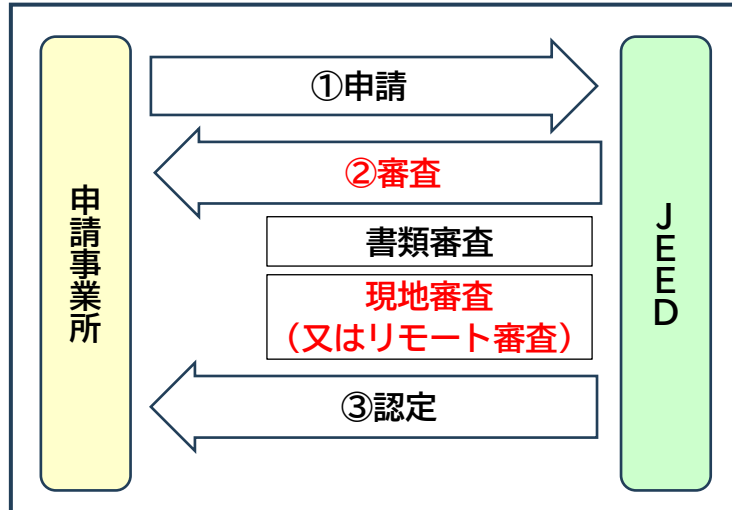 ①申請
②審査
申請事業所
JEED
書類審査
現地審査
（又はリモート審査）
③認定